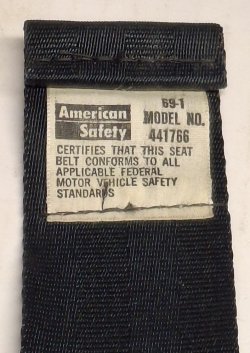 American Safety
69-1
MODEL NO.
441766
CERTIFIES THAT THIS SEAT
BELT CONFORMS TO ALL
APPLICABLE FEDERAL
MOTOR VEHICLE SAFETY
STANDARDS